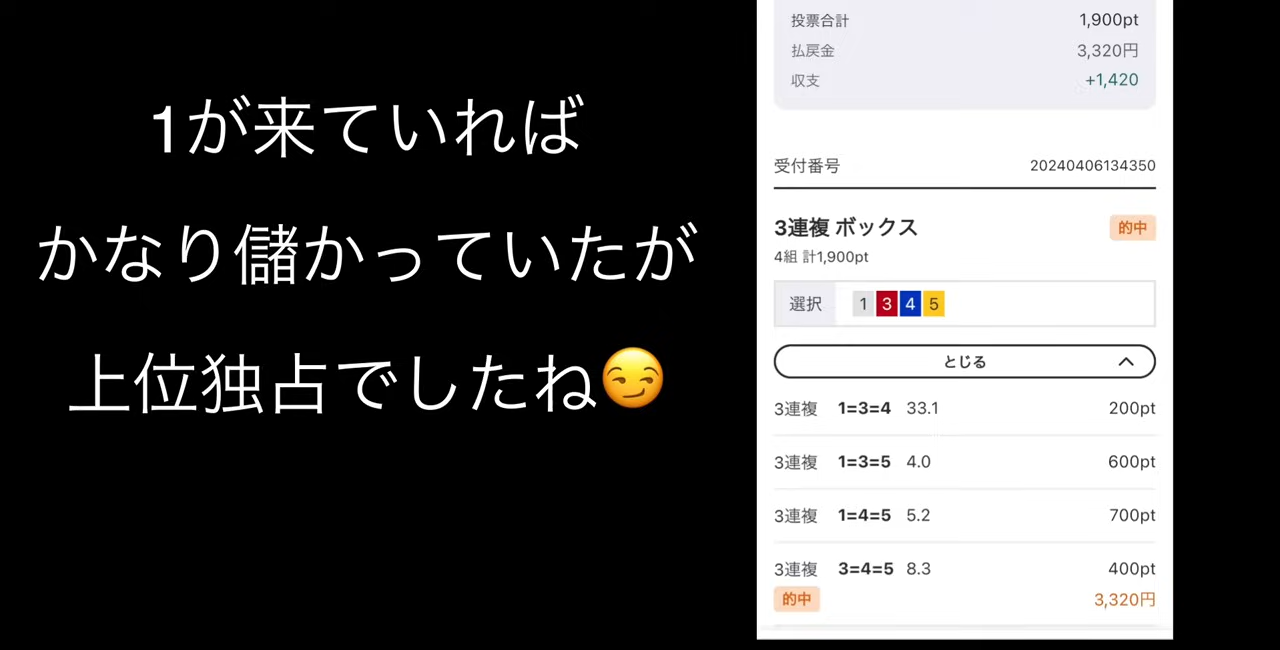 1が来ていれば
かなり儲かっていたが
上位独占でしたね😏
投票合計 1,900pt
払戻金 3,320円
収支 +1,420
受付番号 20240406134350
3連複 ボックス 的中
4組 計1,900pt
選択 1 3 4 5
とじる
3連複 1=3=4 33.1 200pt
3連複 1=3=5 4.0 600pt
3連複 1=4=5 5.2 700pt
3連複 3=4=5 8.3 400pt
的中 3,320円